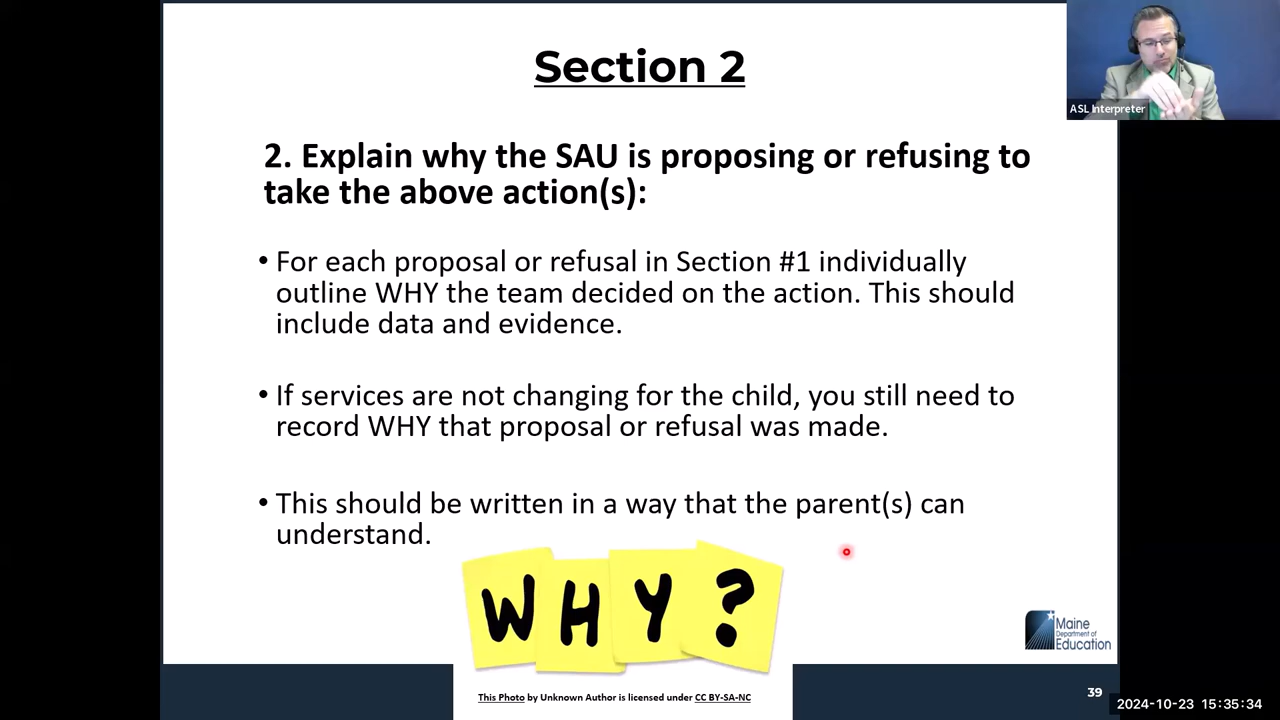 Section 2
ASL Interpreter
2. Explain why the SAU is proposing or refusing to
take the above action(s):
• For each proposal or refusal in Section #1 individually
outline WHY the team decided on the action. This should
include data and evidence.
• If services are not changing for the child, you still need to
record WHY that proposal or refusal was made.
• This should be written in a way that the parent(s) can
understand.
WHY?
Maine
Department of
Education
This Photo by Unknown Author is licensed under CC BY-SA-NC
39
2024-10-23 15:35:34